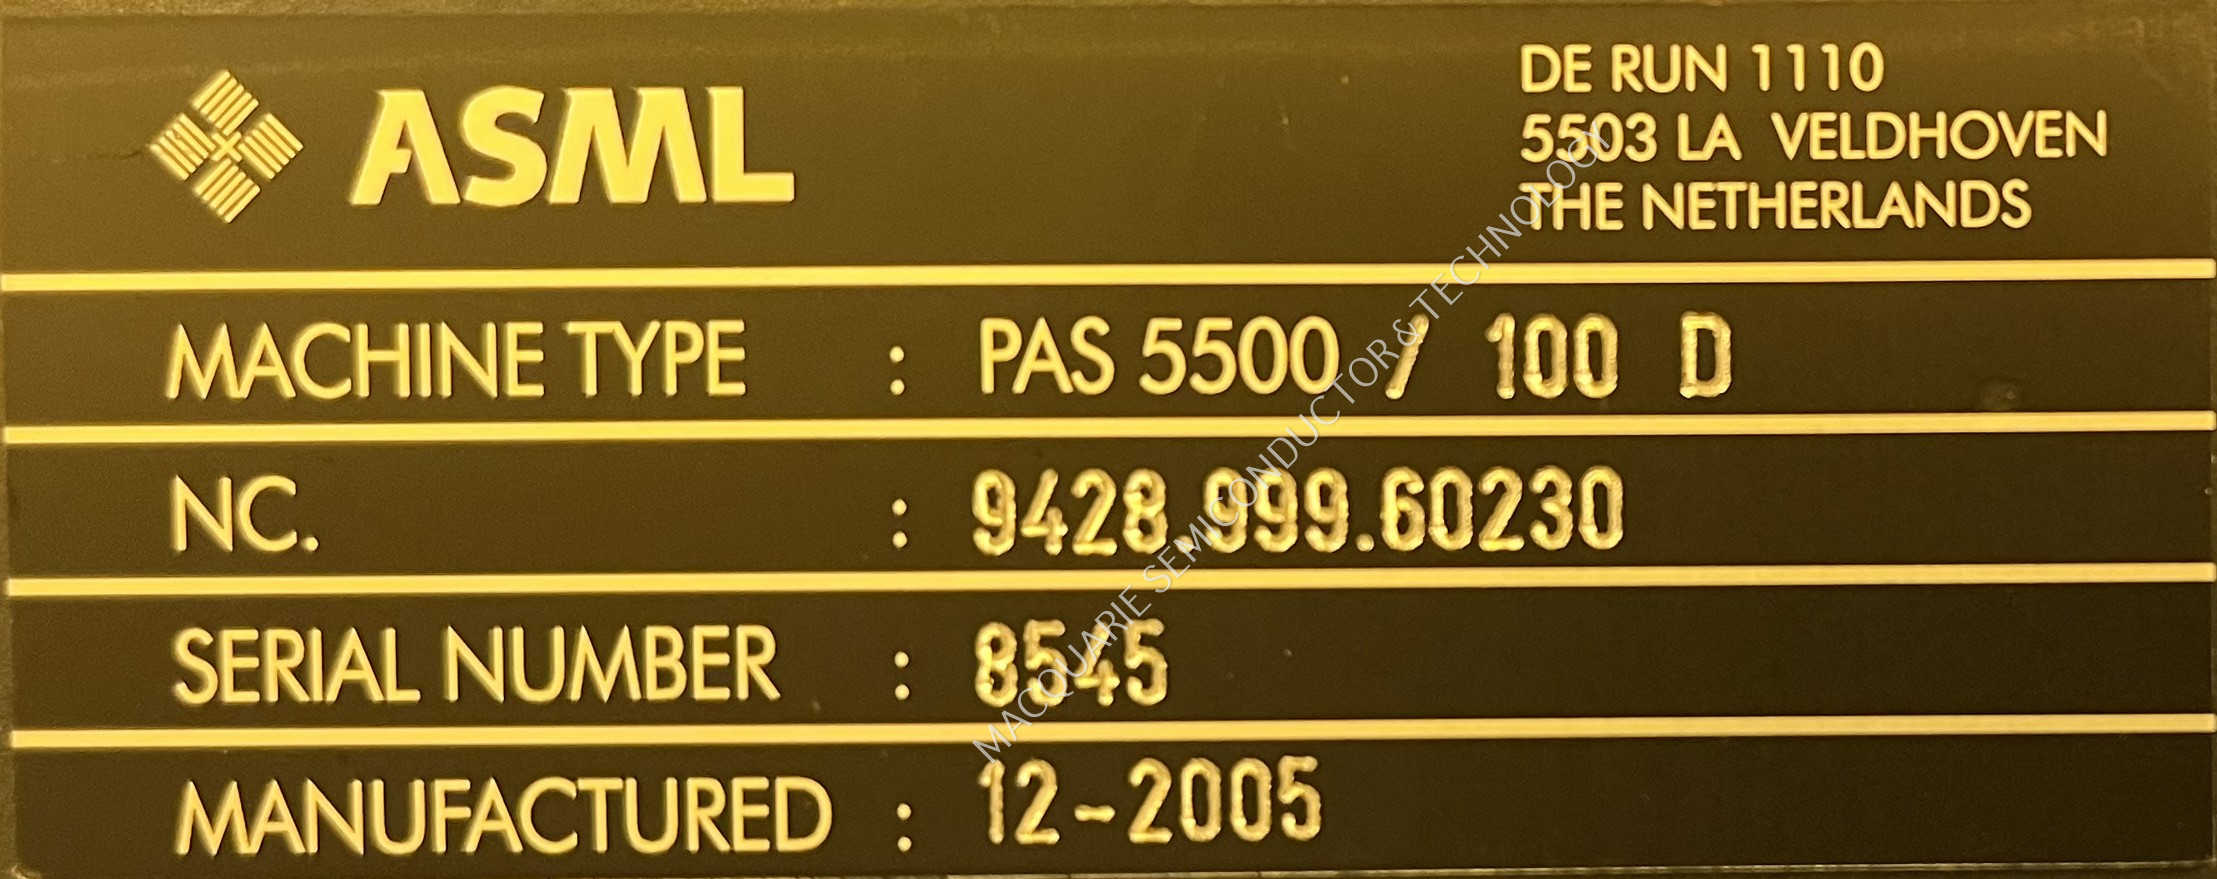 ASML
DE RUN 1110
5503 LA VELDHOVEN
THE NETHERLANDS
MACHINE TYPE : PAS 5500 / 100 D
NC. : 9428.999.60230
SERIAL NUMBER : 8545
MANUFACTURED : 12-2005
MACQUARIE SEMICONDUCTOR & TECHNOLOGY